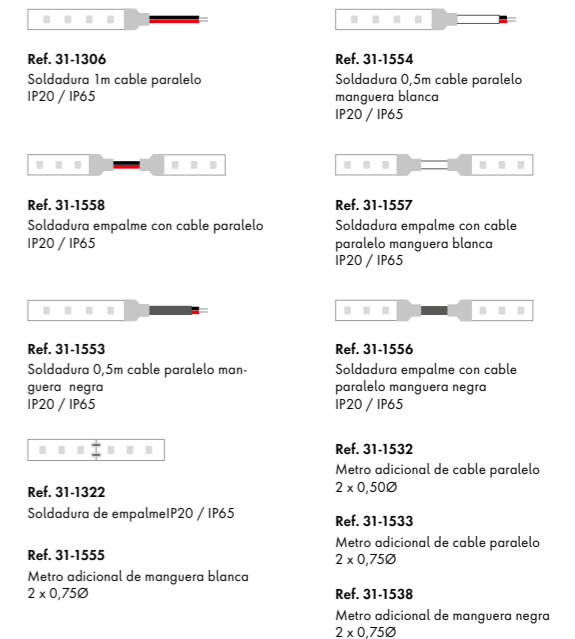 Ref. 31-1306
Soldadura 1m cable paralelo
IP20 / IP65
Ref. 31-1554
Soldadura 0,5m cable paralelo
manguera blanca
IP20 / IP65
Ref. 31-1558
Soldadura empalme con cable paralelo
IP20 / IP65
Ref. 31-1557
Soldadura empalme con cable
paralelo manguera blanca
IP20 / IP65
Ref. 31-1553
Soldadura 0,5m cable paralelo man-
guera negra
IP20 / IP65
Ref. 31-1556
Soldadura empalme con cable
paralelo manguera negra
IP20 / IP65
Ref. 31-1322
Soldadura de empalmeIP20 / IP65
Ref. 31-1555
Metro adicional de manguera blanca
2 x 0,75Ø
Ref. 31-1532
Metro adicional de cable paralelo
2 x 0,50Ø
Ref. 31-1533
Metro adicional de cable paralelo
2 x 0,75Ø
Ref. 31-1538
Metro adicional de manguera negra
2 x 0,75Ø